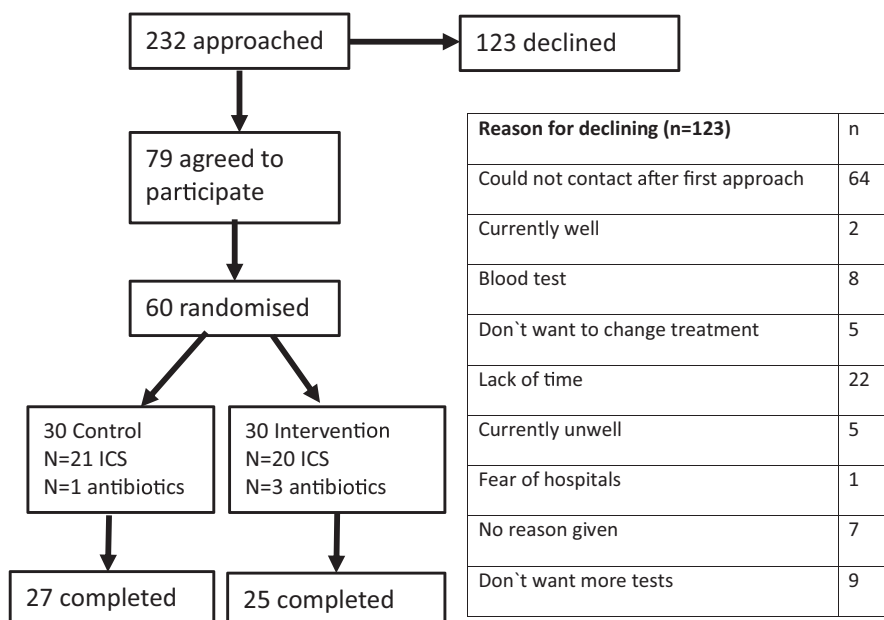 232 approached
123 declined
79 agreed to
participate
60 randomised
30 Control
N=21 ICS
N=1 antibiotics
30 Intervention
N=20 ICS
N=3 antibiotics
27 completed
25 completed
Reason for declining (n=123) n
Could not contact after first approach 64
Currently well 2
Blood test 8
Don`t want to change treatment 5
Lack of time 22
Currently unwell 5
Fear of hospitals 1
No reason given 7
Don`t want more tests 9